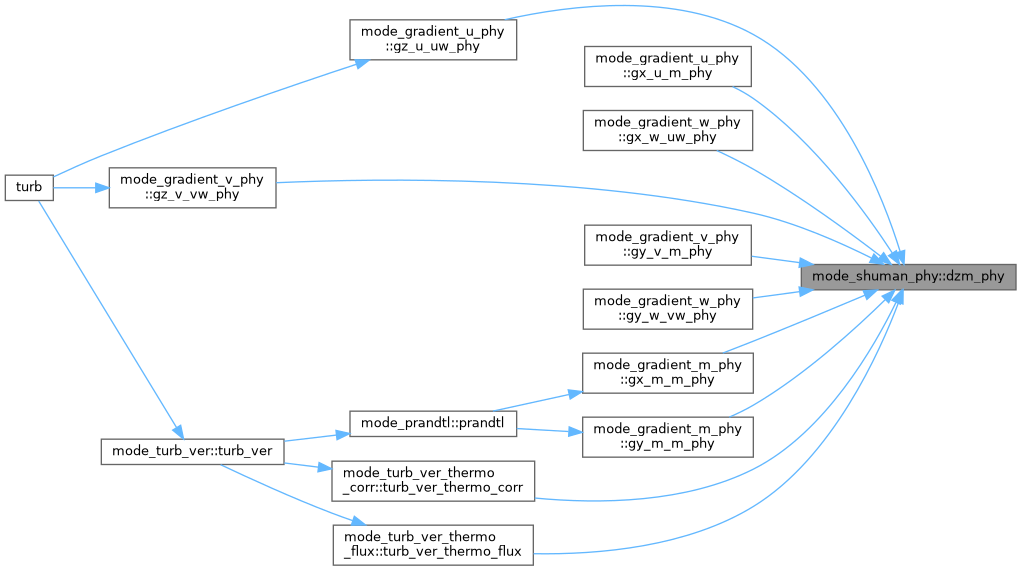 mode_gradient_u_phy
::gz_u_uw_phy
mode_gradient_u_phy
::gx_u_m_phy
mode_gradient_w_phy
::gx_w_uw_phy
turb
mode_gradient_v_phy
::gz_v_vw_phy
mode_gradient_v_phy
::gy_v_m_phy
mode_shuman_phy::dzm_phy
mode_gradient_w_phy
::gy_w_vw_phy
mode_gradient_m_phy
::gx_m_m_phy
mode_prandtl::prandtl
mode_gradient_m_phy
::gy_m_m_phy
mode_turb_ver::turb_ver
mode_turb_ver_thermo
_corr::turb_ver_thermo_corr
mode_turb_ver_thermo
_flux::turb_ver_thermo_flux